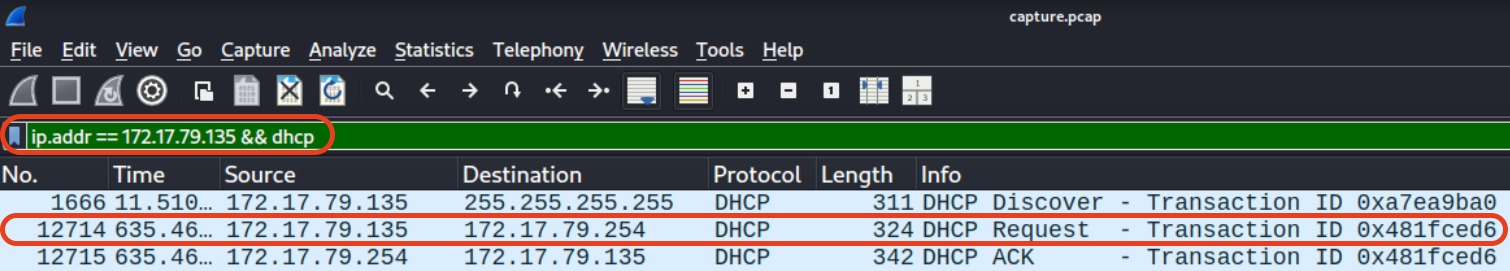 capture.pcap
File Edit View Go Capture Analyze Statistics Telephony Wireless Tools Help
ip.addr == 172.17.79.135 && dhcp
No. Time Source Destination Protocol Length Info
1666 11.510… 172.17.79.135 255.255.255.255 DHCP 311 DHCP Discover - Transaction ID 0xa7ea9ba0
12714 635.46… 172.17.79.135 172.17.79.254 DHCP 324 DHCP Request - Transaction ID 0x481fced6
12715 635.46… 172.17.79.254 172.17.79.135 DHCP 342 DHCP ACK - Transaction ID 0x481fced6